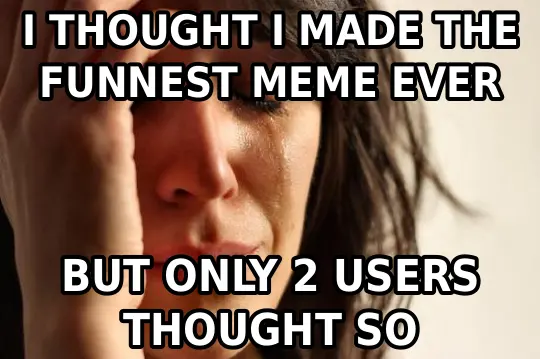 I THOUGHT I MADE THE
FUNNEST MEME EVER
BUT ONLY 2 USERS
THOUGHT SO